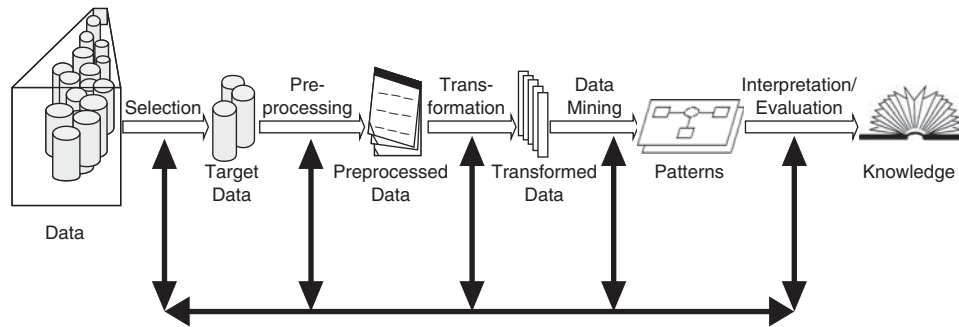 Data
Selection
Target
Data
Pre-
processing
Preprocessed
Data
Trans-
formation
Transformed
Data
Data
Mining
Patterns
Interpretation/
Evaluation
Knowledge